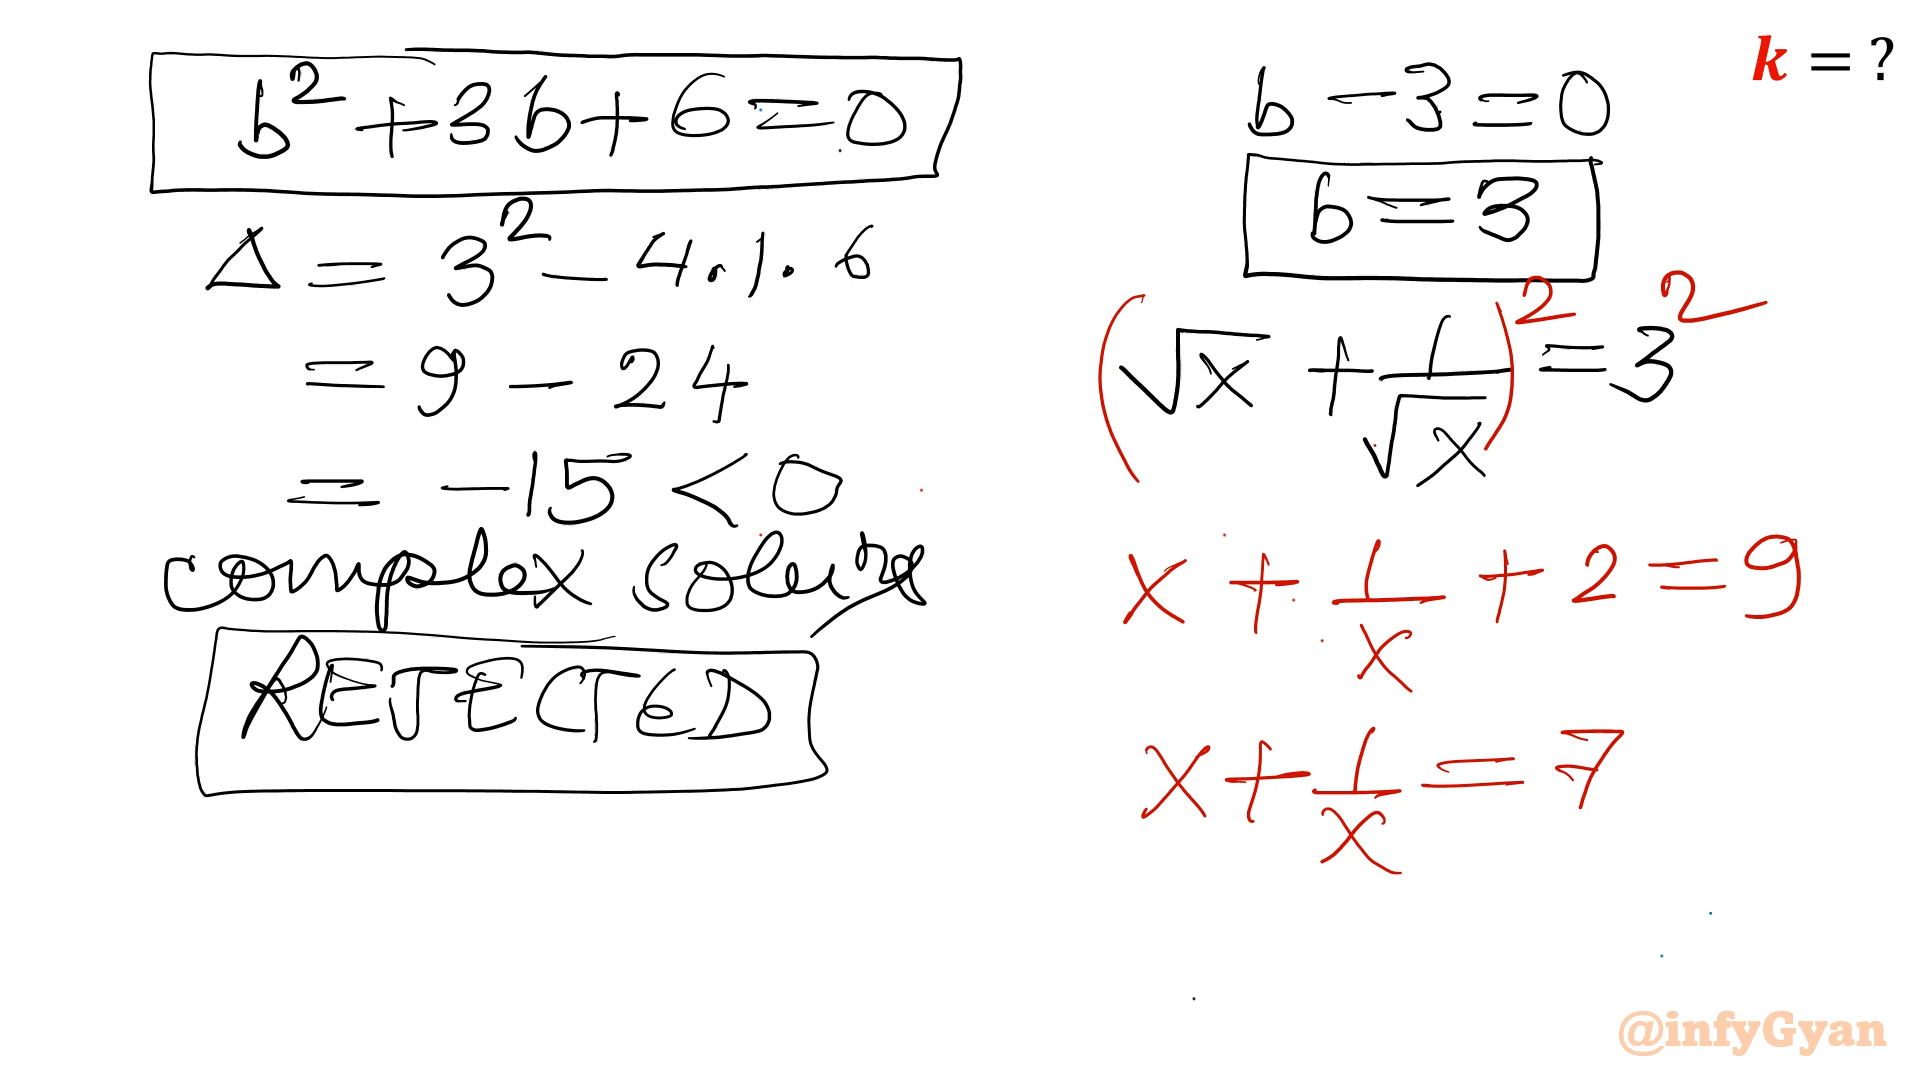 b² + 3b + 6 = 0
Δ = 3² - 4.1.6
= 9 - 24
= -15 < 0
complex
REJECTED
k = ?
b - 3 = 0
b = 3
(√x + 1/√x)² = 3²
x + 1/x + 2 = 9
x + 1/x = 7
@infyGyan